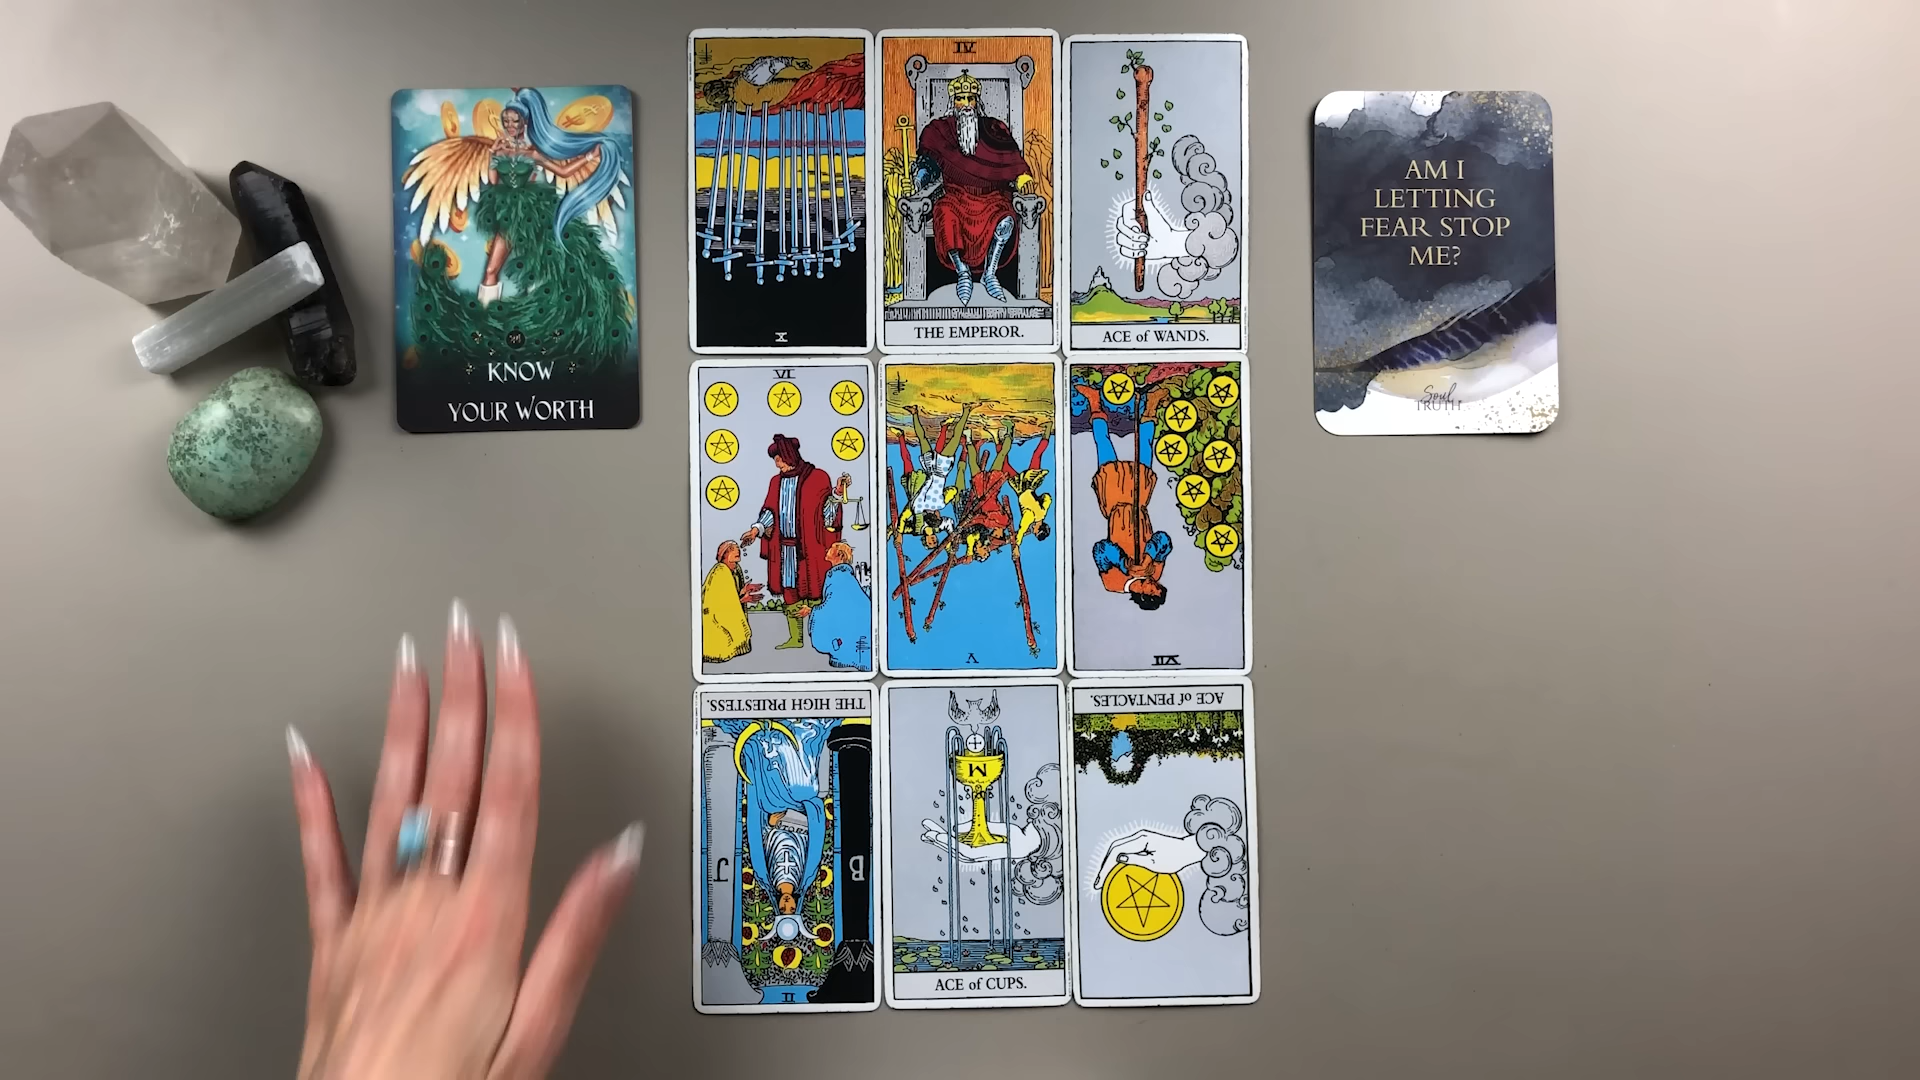 KNOW
YOUR WORTH
X
IV
THE EMPEROR.
ACE of WANDS.
AM I
LETTING
FEAR STOP
ME?
Soul
TRUTH
VI
V
VII
THE HIGH PRIESTESS.
J
B
TORA
II
M
ACE of CUPS.
ACE of PENTACLES.